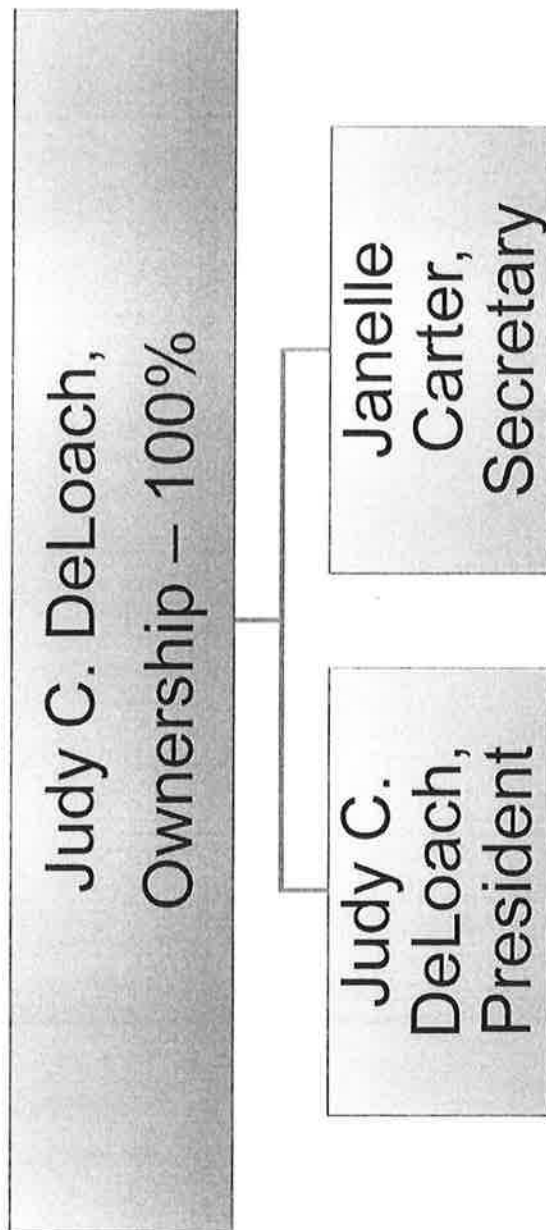 Judy C. DeLoach,
Ownership – 100%
Judy C.
DeLoach,
President
Janelle
Carter,
Secretary